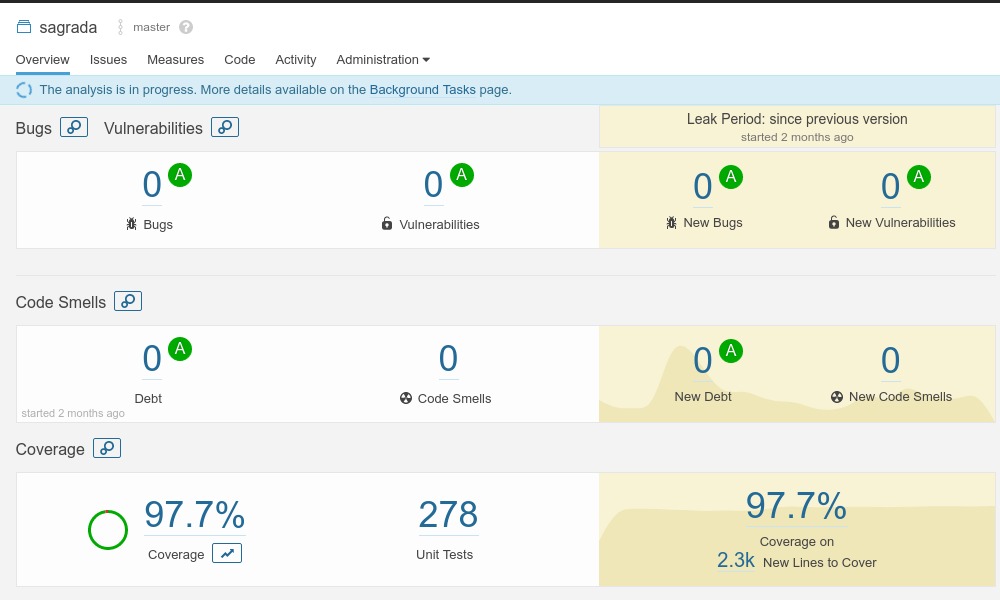 sagrada master ?
Overview Issues Measures Code Activity Administration
The analysis is in progress. More details available on the Background Tasks page.
Bugs Vulnerabilities
Leak Period: since previous version
started 2 months ago
0 A 0 A 0 A 0 A
Bugs Vulnerabilities New Bugs New Vulnerabilities
Code Smells
0 A 0 0 A 0
Debt Code Smells New Debt New Code Smells
started 2 months ago
Coverage
97.7% 278 97.7%
Coverage Unit Tests Coverage on
2.3k New Lines to Cover